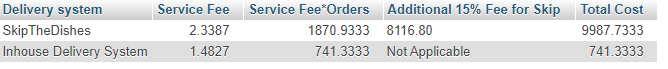 Delivery system Service Fee Service Fee*Orders Additional 15% Fee for Skip Total Cost
SkipTheDishes 2.3387 1870.9333 8116.80 9987.7333
Inhouse Delivery System 1.4827 741.3333 Not Applicable 741.3333